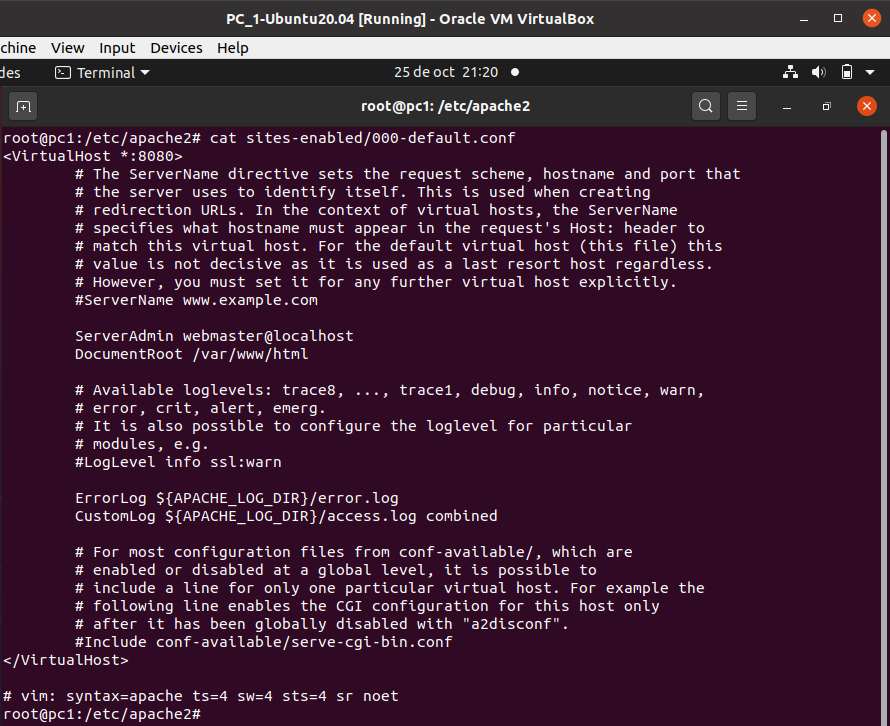 PC_1-Ubuntu20.04 [Running] - Oracle VM VirtualBox
chine View Input Devices Help
des Terminal 25 de oct 21:20
root@pc1: /etc/apache2
root@pc1:/etc/apache2# cat sites-enabled/000-default.conf
<VirtualHost *:8080>
# The ServerName directive sets the request scheme, hostname and port that
# the server uses to identify itself. This is used when creating
# redirection URLs. In the context of virtual hosts, the ServerName
# specifies what hostname must appear in the request's Host: header to
# match this virtual host. For the default virtual host (this file) this
# value is not decisive as it is used as a last resort host regardless.
# However, you must set it for any further virtual host explicitly.
#ServerName www.example.com
ServerAdmin webmaster@localhost
DocumentRoot /var/www/html
# Available loglevels: trace8, ..., trace1, debug, info, notice, warn,
# error, crit, alert, emerg.
# It is also possible to configure the loglevel for particular
# modules, e.g.
#LogLevel info ssl:warn
ErrorLog ${APACHE_LOG_DIR}/error.log
CustomLog ${APACHE_LOG_DIR}/access.log combined
# For most configuration files from conf-available/, which are
# enabled or disabled at a global level, it is possible to
# include a line for only one particular virtual host. For example the
# following line enables the CGI configuration for this host only
# after it has been globally disabled with "a2disconf".
#Include conf-available/serve-cgi-bin.conf
</VirtualHost>
# vim: syntax=apache ts=4 sw=4 sts=4 sr noet
root@pc1:/etc/apache2#